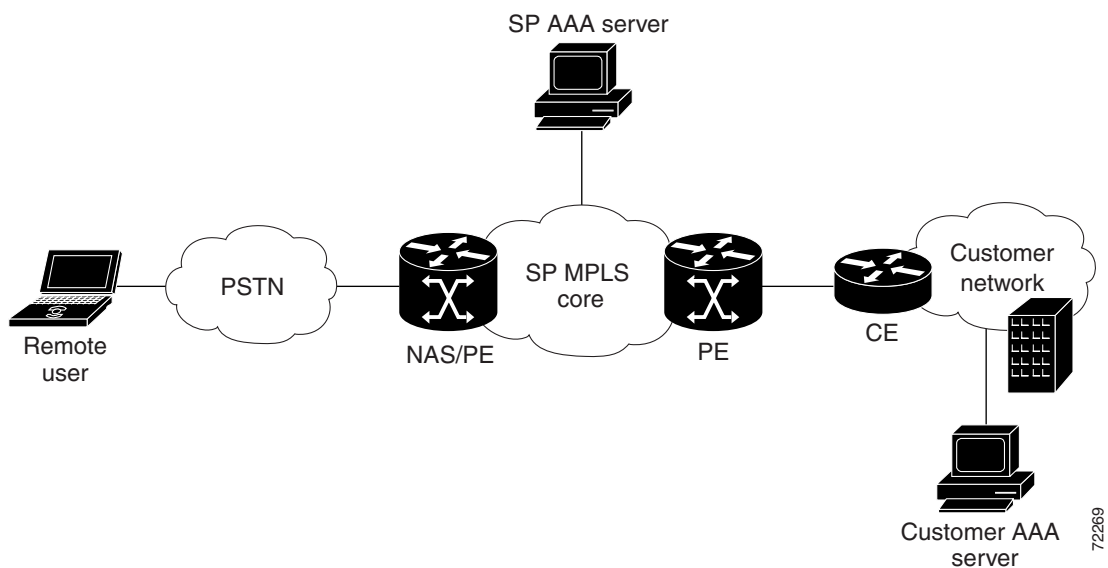 SP AAA server
PSTN
SP MPLS
core
Customer
network
Remote
user
NAS/PE
PE
CE
Customer AAA
server
72269